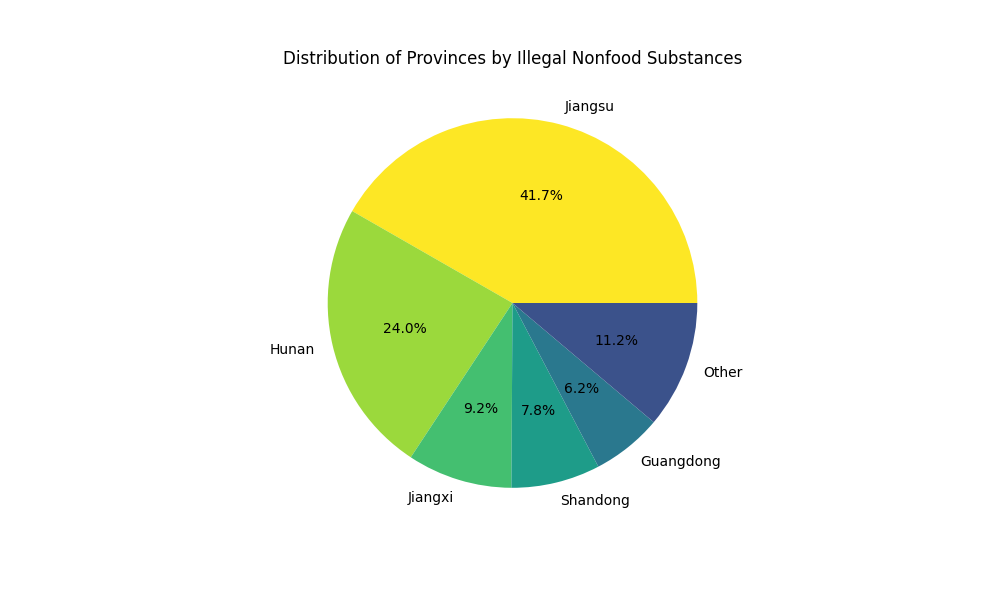 Distribution of Provinces by Illegal Nonfood Substances
Jiangsu
41.7%
Hunan
24.0%
Jiangxi
9.2%
Shandong
7.8%
Guangdong
6.2%
Other
11.2%